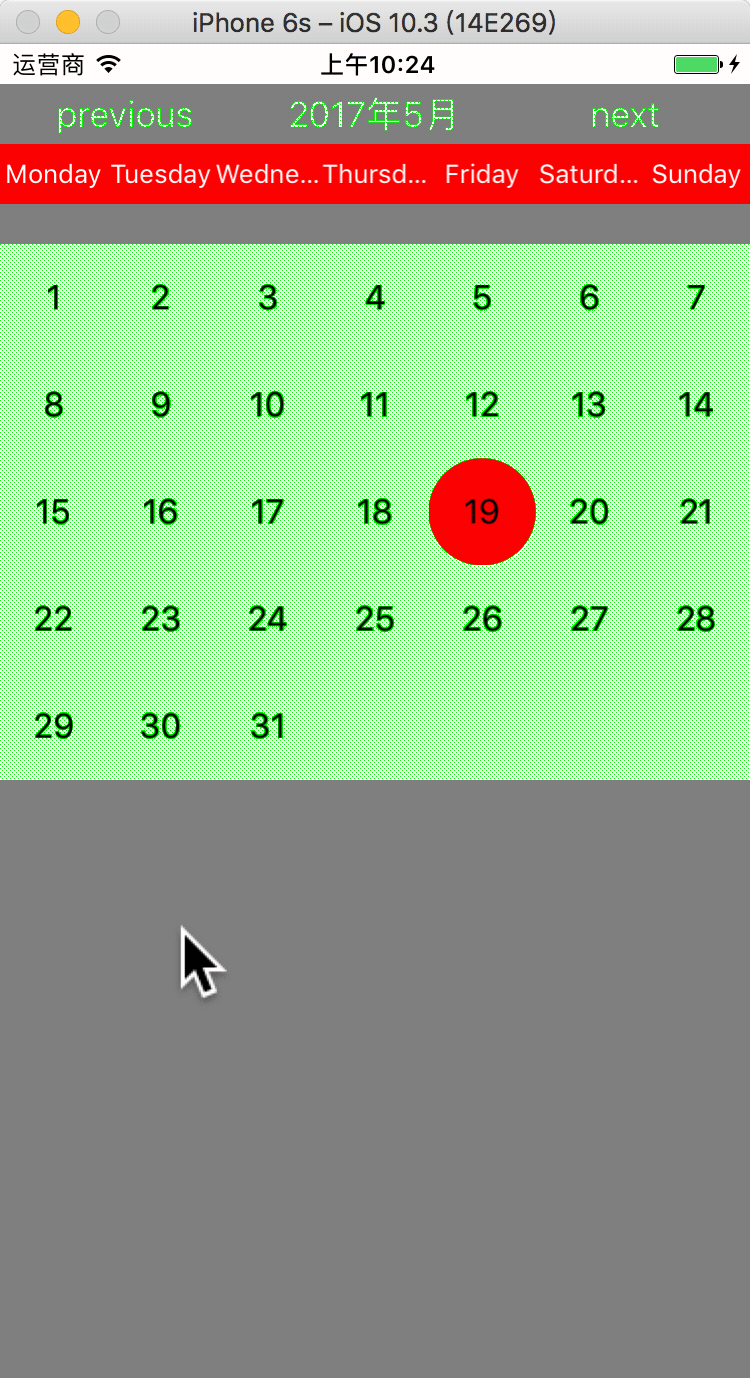 iPhone 6s – iOS 10.3 (14E269)
运营商 上午10:24
previous 2017年5月 next
Monday Tuesday Wedne... Thursd... Friday Saturd... Sunday
1 2 3 4 5 6 7
8 9 10 11 12 13 14
15 16 17 18 19 20 21
22 23 24 25 26 27 28
29 30 31